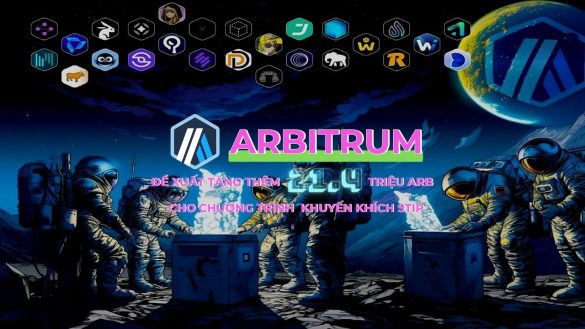 ARBITRUM
ĐỀ XUẤT TĂNG THÊM 21.4 TRIỆU ARB
CHO CHƯƠNG TRÌNH KHUYẾN KHÍCH STIP